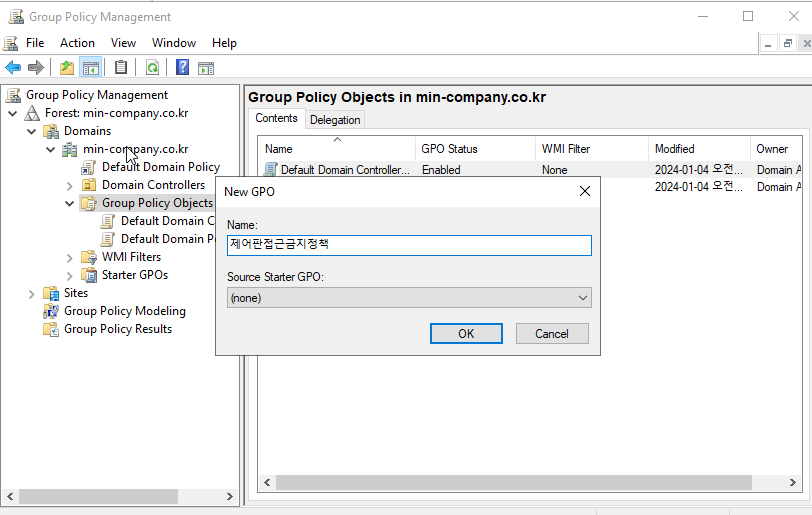 Group Policy Management
File Action View Window Help
Group Policy Management
Forest: min-company.co.kr
Domains
min-company.co.kr
Default Domain Policy
Domain Controllers
Group Policy Objects
Default Domain C
Default Domain P
WMI Filters
Starter GPOs
Sites
Group Policy Modeling
Group Policy Results
Group Policy Objects in min-company.co.kr
Contents Delegation
Name GPO Status WMI Filter Modified Owner
Default Domain Controller... Enabled None 2024-01-04 오전... Domain A
2024-01-04 오전... Domain A
New GPO
Name:
제어판접근금지정책
Source Starter GPO:
(none)
OK Cancel